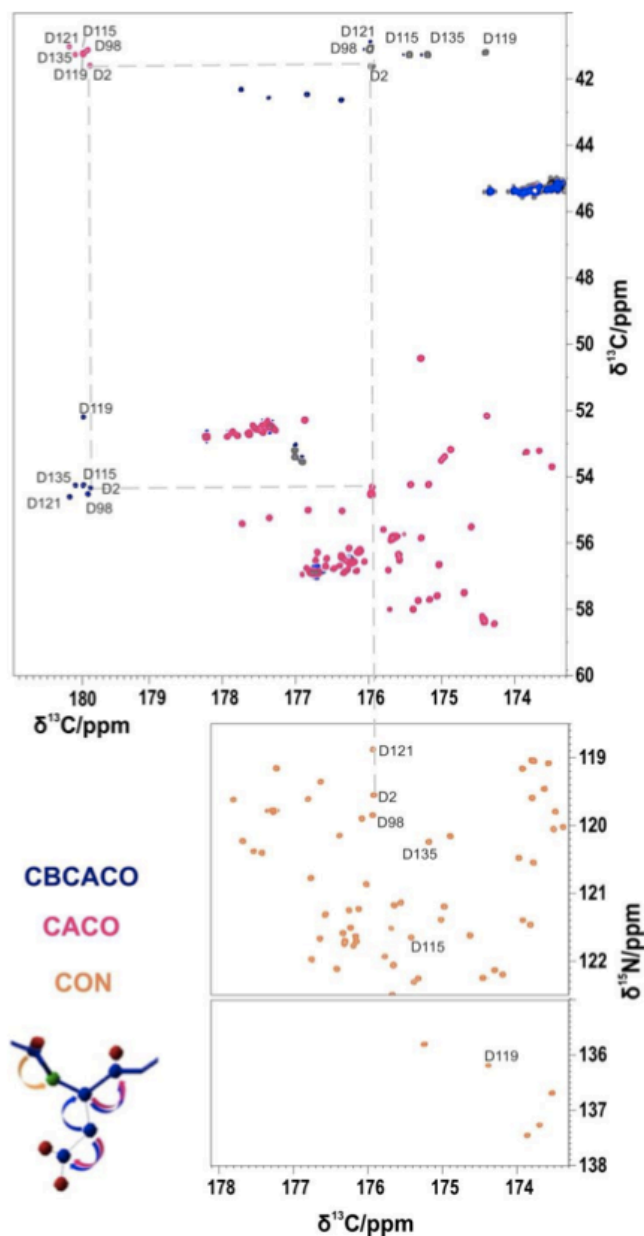 D121
D115
D98
D135
D119 D2
D121
D98
D115
D135
D119
D2
42
44
46
48
50
52
54
56
58
60
δ¹³C/ppm
D119
D135
D115
D2
D121
D98
180
179
178
177
176
175
174
δ¹³C/ppm
δ¹³C/ppm
D121
D2
D98
D135
D115
119
120
121
122
δ¹⁵N/ppm
CBCACO
CACO
CON
D119
136
137
138
178
177
176
175
174
δ¹³C/ppm